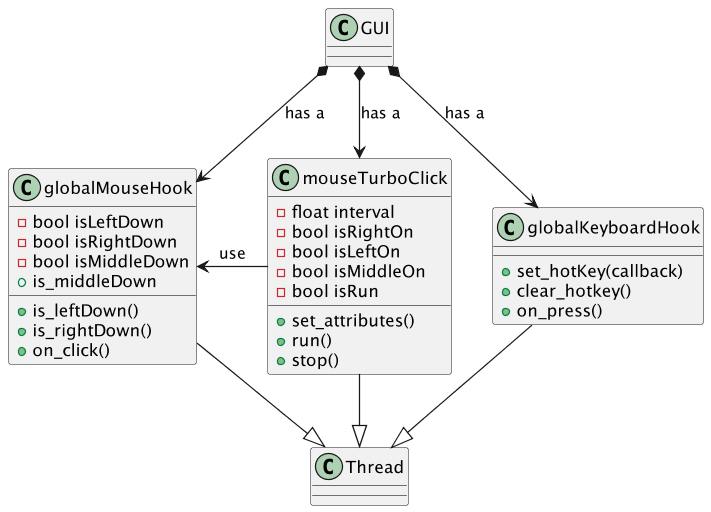 C GUI
has a
has a
has a
C globalMouseHook
bool isLeftDown
bool isRightDown
bool isMiddleDown
is_middleDown
is_leftDown()
is_rightDown()
on_click()
use
C mouseTurboClick
float interval
bool isRightOn
bool isLeftOn
bool isMiddleOn
bool isRun
set_attributes()
run()
stop()
C globalKeyboardHook
set_hotKey(callback)
clear_hotkey()
on_press()
C Thread